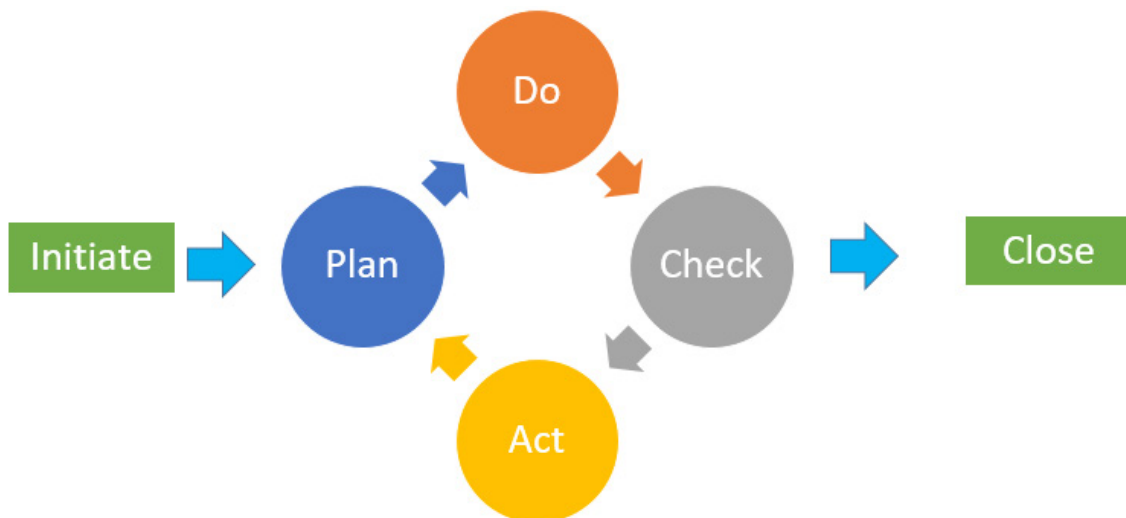 Initiate
Plan
Do
Check
Act
Close